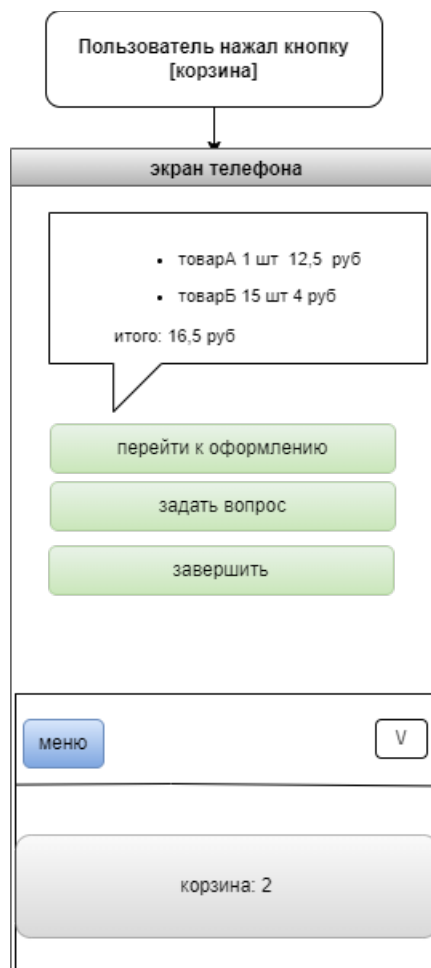 Пользователь нажал кнопку
[корзина]
экран телефона
• товарА 1 шт 12,5 руб
• товарБ 15 шт 4 руб
итого: 16,5 руб
перейти к оформлению
задать вопрос
завершить
меню
V
корзина: 2